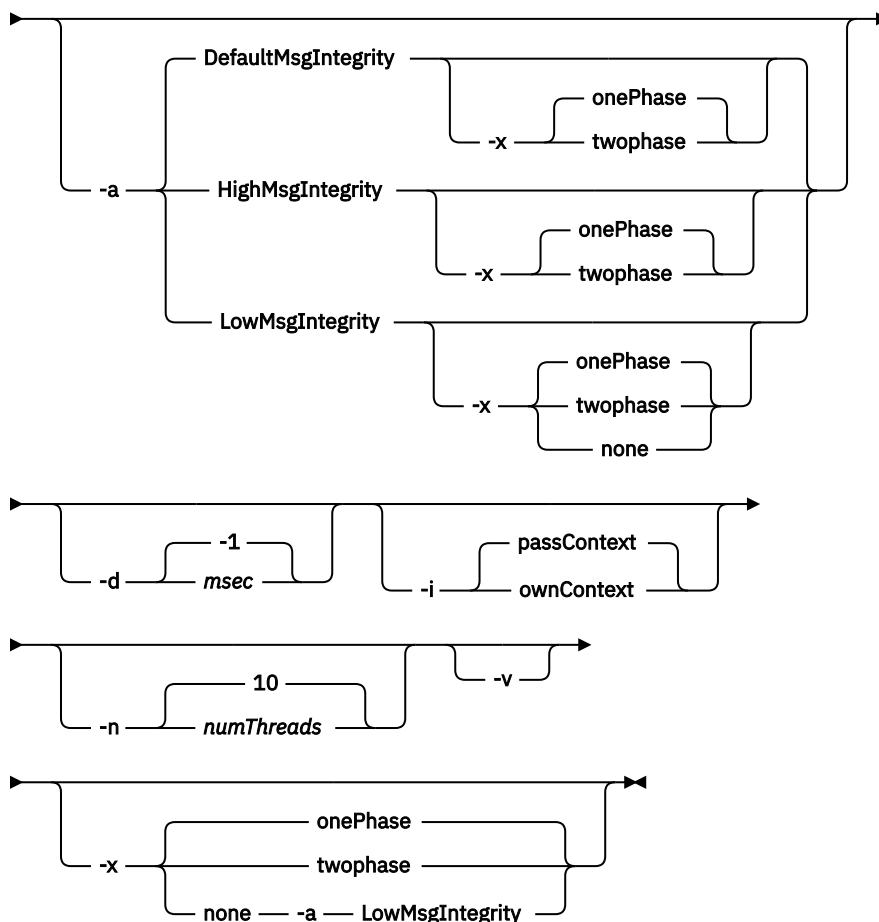 DefaultMsgIntegrity
onePhase
-x twophase
-a HighMsgIntegrity
onePhase
-x twophase
LowMsgIntegrity
onePhase
-x twophase
none
-1 passContext
-d msec
-i ownContext
10
-v
-n numThreads
onePhase
-x twophase
none -a LowMsgIntegrity